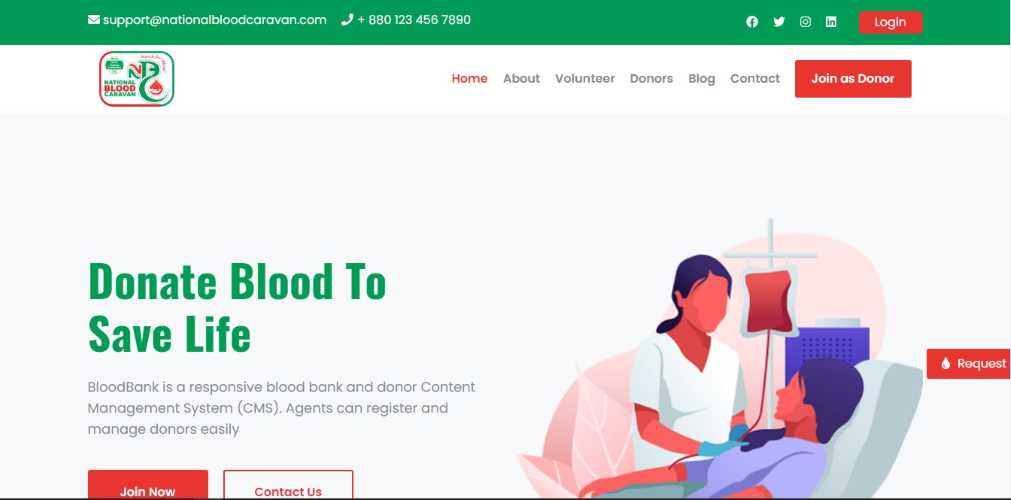 support@nationalbloodcaravan.com + 880 123 456 7890 Login
NATIONAL
BLOOD
CARAVAN
Home About Volunteer Donors Blog Contact Join as Donor
Donate Blood To
Save Life
BloodBank is a responsive blood bank and donor Content
Management System (CMS). Agents can register and
manage donors easily
Request
Join Now Contact Us